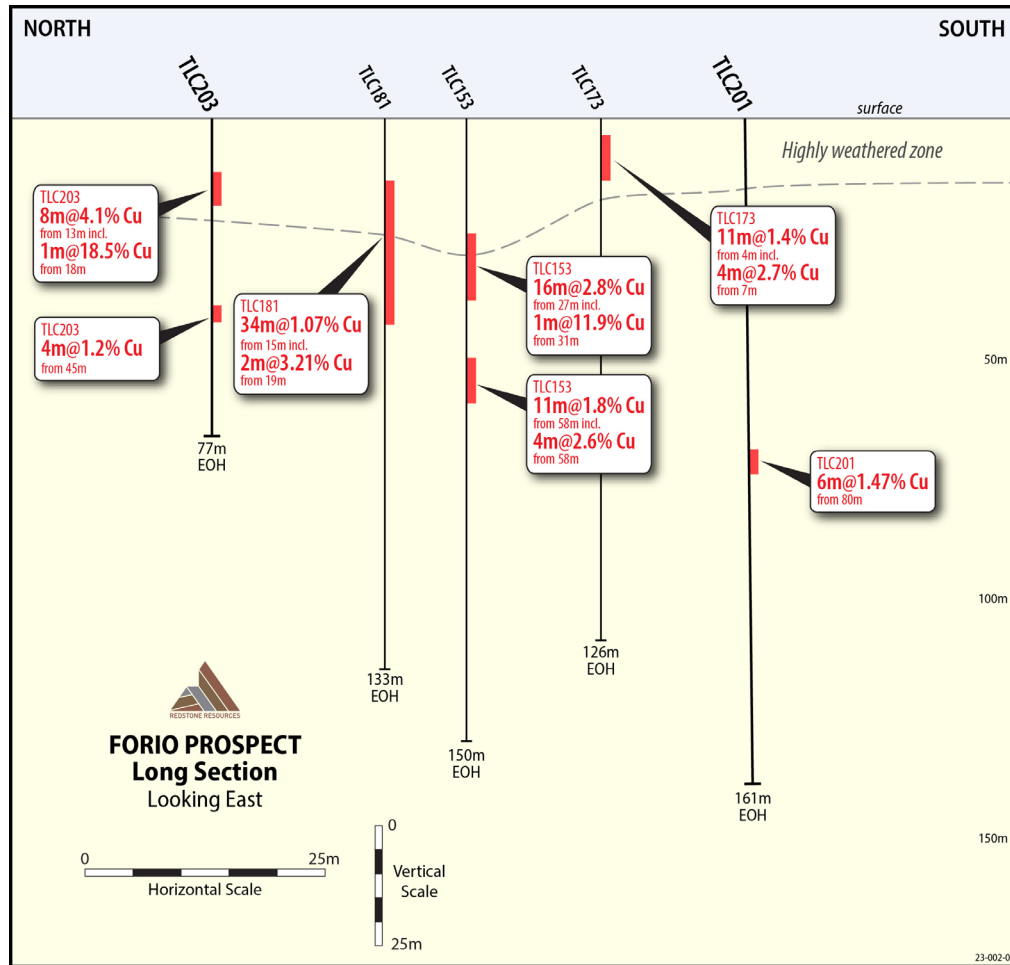 NORTH
SOUTH
TLC203
TLC181
TLC153
TLC173
TLC201
surface
Highly weathered zone
TLC203
8m@4.1% Cu
from 13m incl.
1m@18.5% Cu
from 18m
TLC203
4m@1.2% Cu
from 45m
TLC181
34m@1.07% Cu
from 15m incl.
2m@3.21% Cu
from 19m
TLC153
16m@2.8% Cu
from 27m incl.
1m@11.9% Cu
from 31m
TLC153
11m@1.8% Cu
from 58m incl.
4m@2.6% Cu
from 58m
TLC173
11m@1.4% Cu
from 4m incl.
4m@2.7% Cu
from 7m
TLC201
6m@1.47% Cu
from 80m
50m
100m
150m
77m
EOH
133m
EOH
150m
EOH
126m
EOH
161m
EOH
REDSTONE RESOURCES
FORIO PROSPECT
Long Section
Looking East
0
25m
Horizontal Scale
0
Vertical
Scale
25m
23-002-0